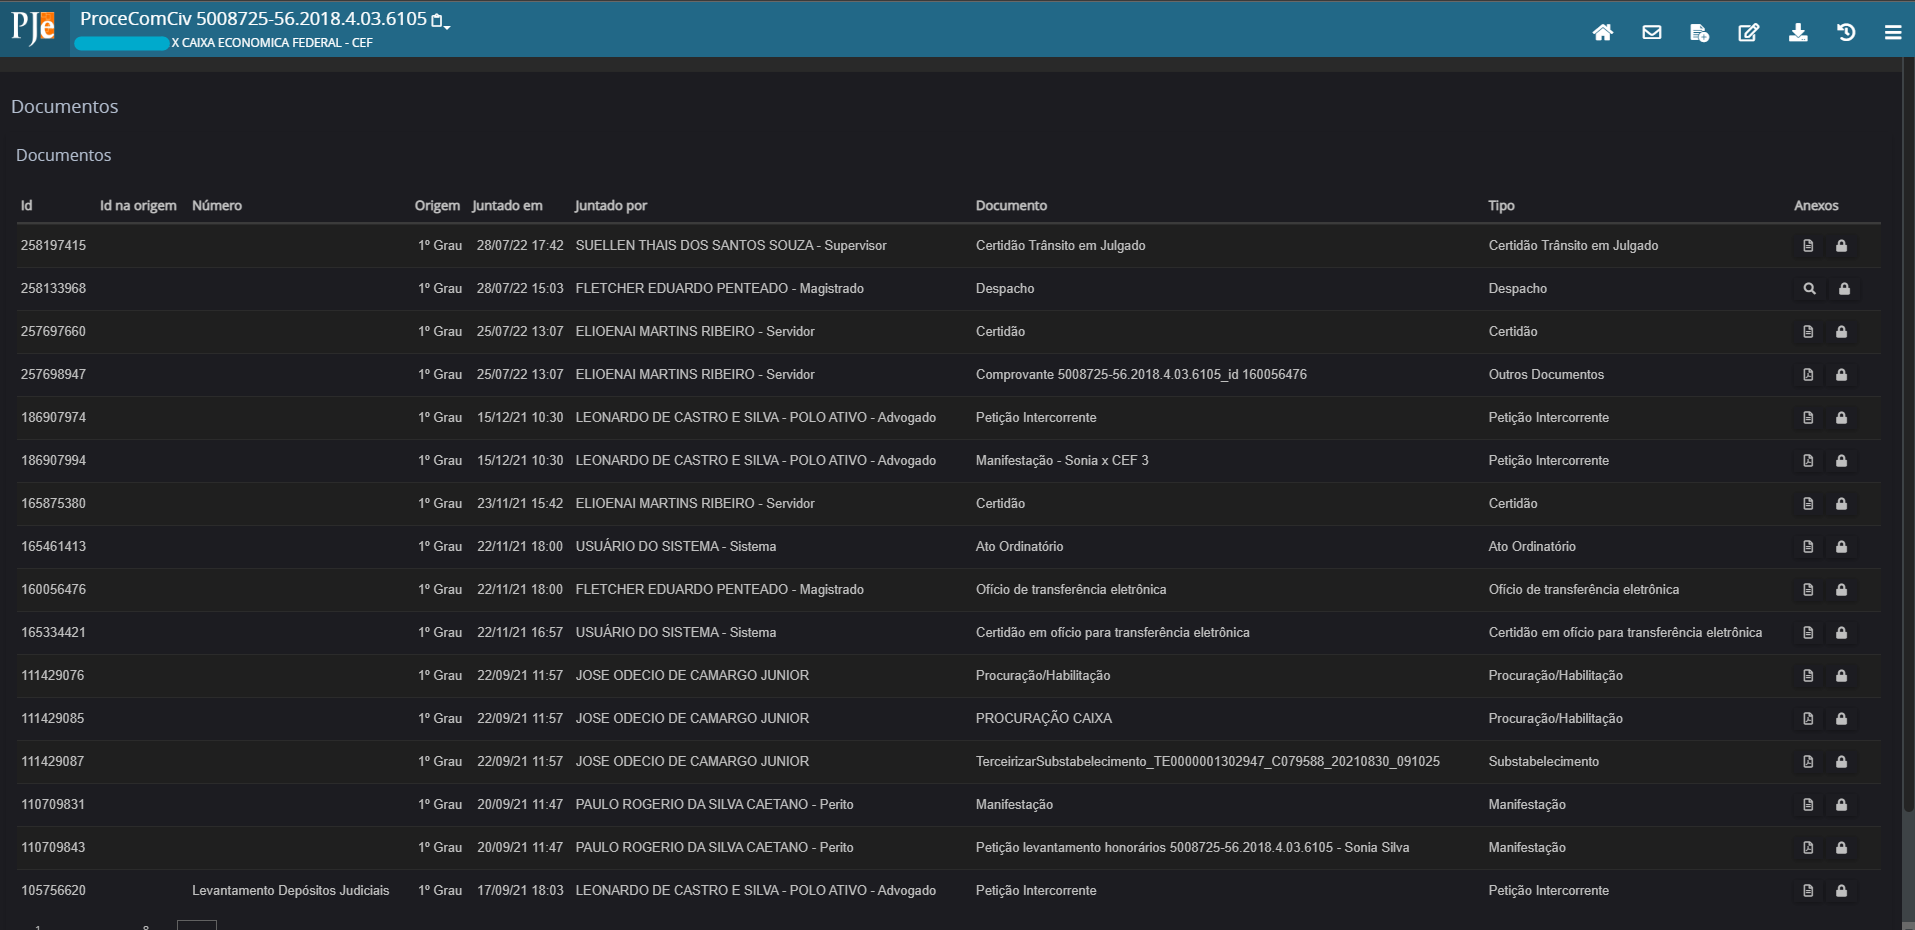 PJe
ProceComCiv 5008725-56.2018.4.03.6105
X CAIXA ECONOMICA FEDERAL - CEF
Documentos
Documentos
Id Id na origem Número Origem Juntado em Juntado por Documento Tipo Anexos
258197415 1º Grau 28/07/22 17:42 SUELLEN THAIS DOS SANTOS SOUZA - Supervisor Certidão Trânsito em Julgado Certidão Trânsito em Julgado
258133968 1º Grau 28/07/22 15:03 FLETCHER EDUARDO PENTEADO - Magistrado Despacho Despacho
257697660 1º Grau 25/07/22 13:07 ELIOENAI MARTINS RIBEIRO - Servidor Certidão Certidão
257698947 1º Grau 25/07/22 13:07 ELIOENAI MARTINS RIBEIRO - Servidor Comprovante 5008725-56.2018.4.03.6105_id 160056476 Outros Documentos
186907974 1º Grau 15/12/21 10:30 LEONARDO DE CASTRO E SILVA - POLO ATIVO - Advogado Petição Intercorrente Petição Intercorrente
186907994 1º Grau 15/12/21 10:30 LEONARDO DE CASTRO E SILVA - POLO ATIVO - Advogado Manifestação - Sonia x CEF 3 Petição Intercorrente
165875380 1º Grau 23/11/21 15:42 ELIOENAI MARTINS RIBEIRO - Servidor Certidão Certidão
165461413 1º Grau 22/11/21 18:00 USUÁRIO DO SISTEMA - Sistema Ato Ordinatório Ato Ordinatório
160056476 1º Grau 22/11/21 18:00 FLETCHER EDUARDO PENTEADO - Magistrado Ofício de transferência eletrônica Ofício de transferência eletrônica
165334421 1º Grau 22/11/21 16:57 USUÁRIO DO SISTEMA - Sistema Certidão em ofício para transferência eletrônica Certidão em ofício para transferência eletrônica
111429076 1º Grau 22/09/21 11:57 JOSE ODECIO DE CAMARGO JUNIOR Procuração/Habilitação Procuração/Habilitação
111429085 1º Grau 22/09/21 11:57 JOSE ODECIO DE CAMARGO JUNIOR PROCURAÇÃO CAIXA Procuração/Habilitação
111429087 1º Grau 22/09/21 11:57 JOSE ODECIO DE CAMARGO JUNIOR TerceirizarSubstabelecimento_TE0000001302947_C079588_20210830_091025 Substabelecimento
110709831 1º Grau 20/09/21 11:47 PAULO ROGERIO DA SILVA CAETANO - Perito Manifestação Manifestação
110709843 1º Grau 20/09/21 11:47 PAULO ROGERIO DA SILVA CAETANO - Perito Petição levantamento honorários 5008725-56.2018.4.03.6105 - Sonia Silva Manifestação
105756620 Levantamento Depósitos Judiciais 1º Grau 17/09/21 18:03 LEONARDO DE CASTRO E SILVA - POLO ATIVO - Advogado Petição Intercorrente Petição Intercorrente